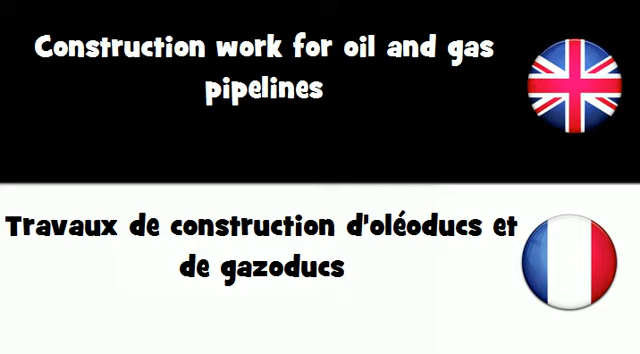 Construction work for oil and gas
pipelines
Travaux de construction d'oléoducs et
de gazoducs